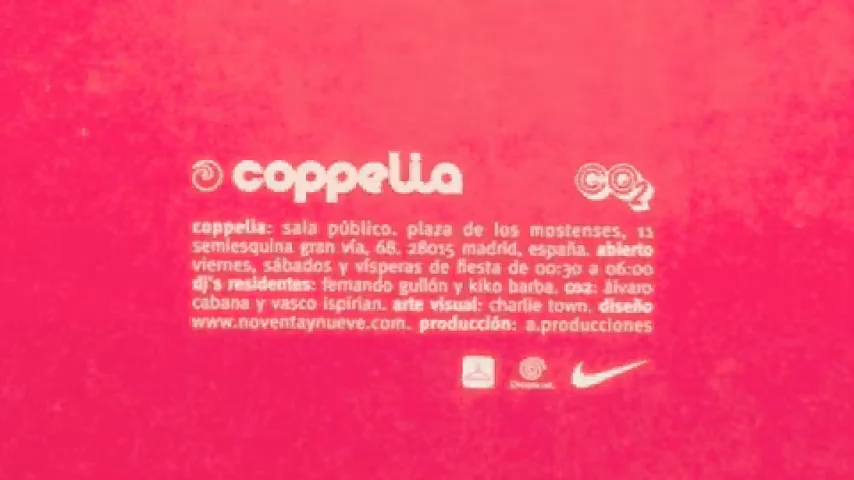 coppelia CO2
coppelia: sala público. plaza de los mostenses, 11
semiesquina gran vía, 68. 28015 madrid. españa. abierto
viernes, sábados y vísperas de fiesta de 00:30 a 06:00
dj's residentes: fernando gullón y kiko barba. co2: álvaro
cabana y vasco ispirian. arte visual: charlie town. diseño
www.noventaynueve.com. producción: a.producciones
Dreamcast